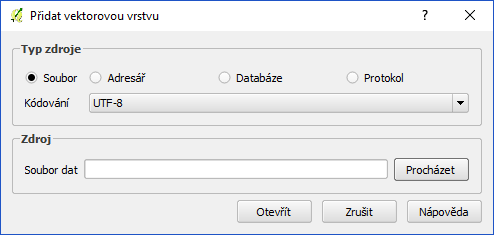 Přidat vektorovou vrstvu
Typ zdroje
Soubor Adresář Databáze Protokol
Kódování UTF-8
Zdroj
Soubor dat Procházet
Otevřít Zrušit Nápověda